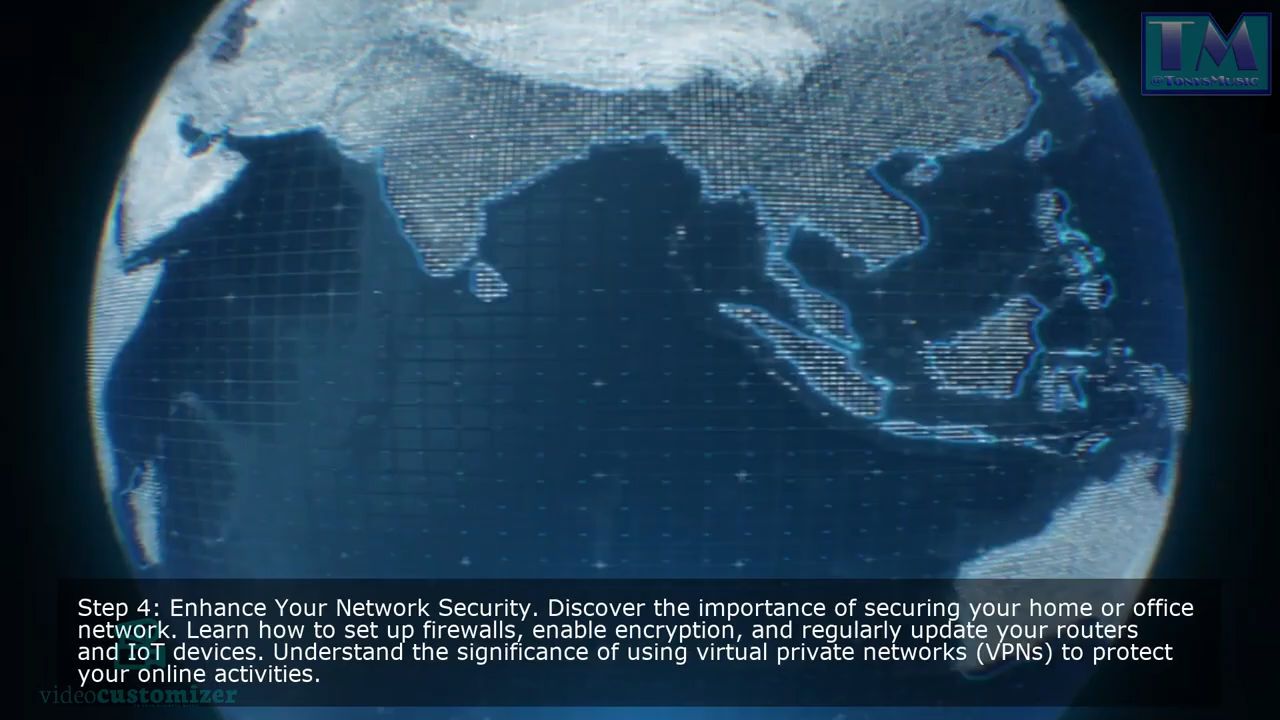 TM
@TonysMusic
Step 4: Enhance Your Network Security. Discover the importance of securing your home or office
network. Learn how to set up firewalls, enable encryption, and regularly update your routers
and IoT devices. Understand the significance of using virtual private networks (VPNs) to protect
your online activities.
videocustomizer